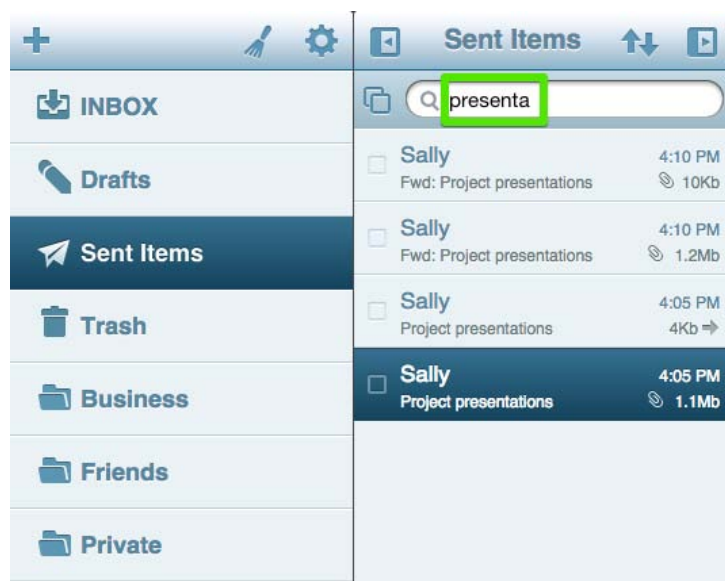 INBOX
Drafts
Sent Items
Trash
Business
Friends
Private
Sent Items
presenta
Sally 4:10 PM
Fwd: Project presentations 10Kb
Sally 4:10 PM
Fwd: Project presentations 1.2Mb
Sally 4:05 PM
Project presentations 4Kb
Sally 4:05 PM
Project presentations 1.1Mb